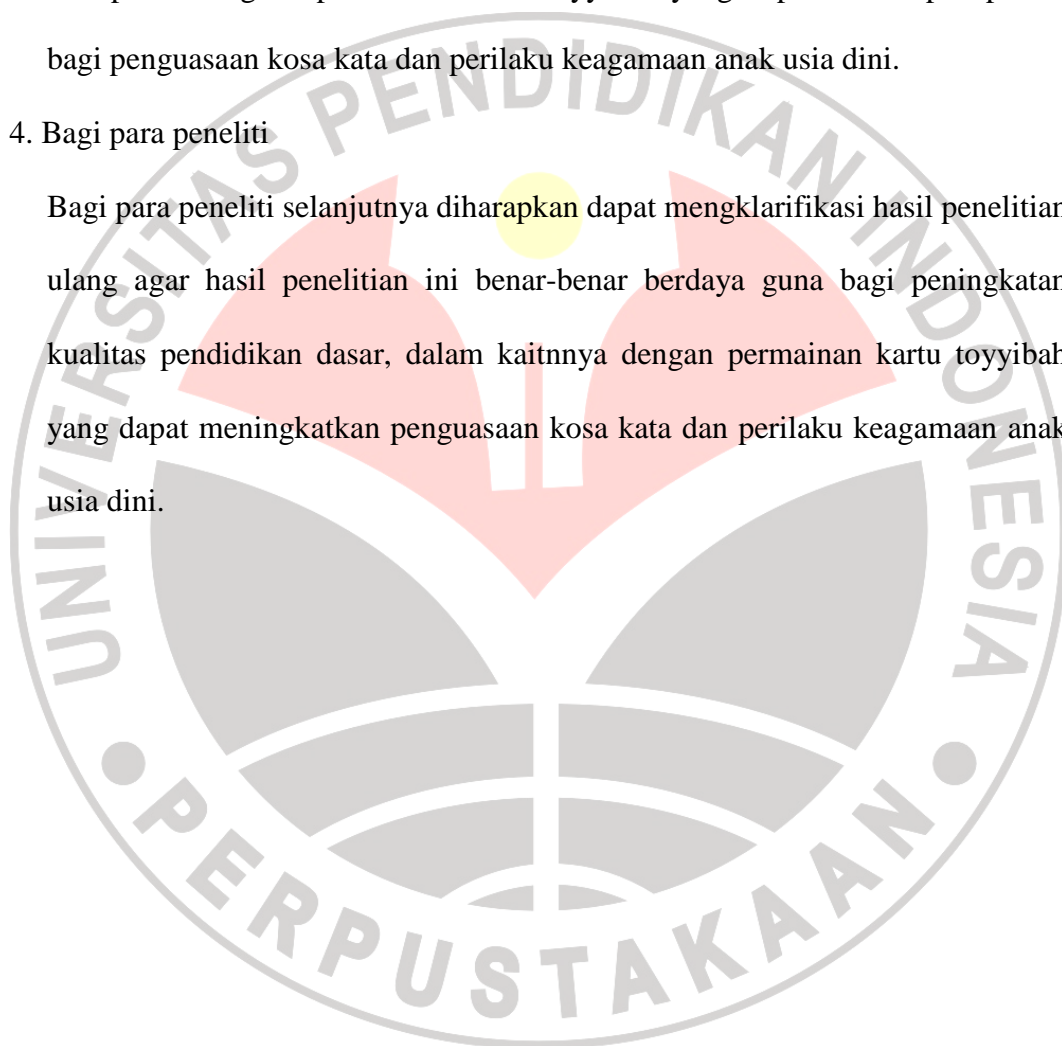 bagi penguasaan kosa kata dan perilaku keagamaan anak usia dini.
4. Bagi para peneliti
Bagi para peneliti selanjutnya diharapkan dapat mengklarifikasi hasil penelitian
ulang agar hasil penelitian ini benar-benar berdaya guna bagi peningkatan
kualitas pendidikan dasar, dalam kaitnnya dengan permainan kartu toyyibah
yang dapat meningkatkan penguasaan kosa kata dan perilaku keagamaan anak
usia dini.
UNIVERSITAS PENDIDIKAN INDONESIA
PERPUSTAKAAN